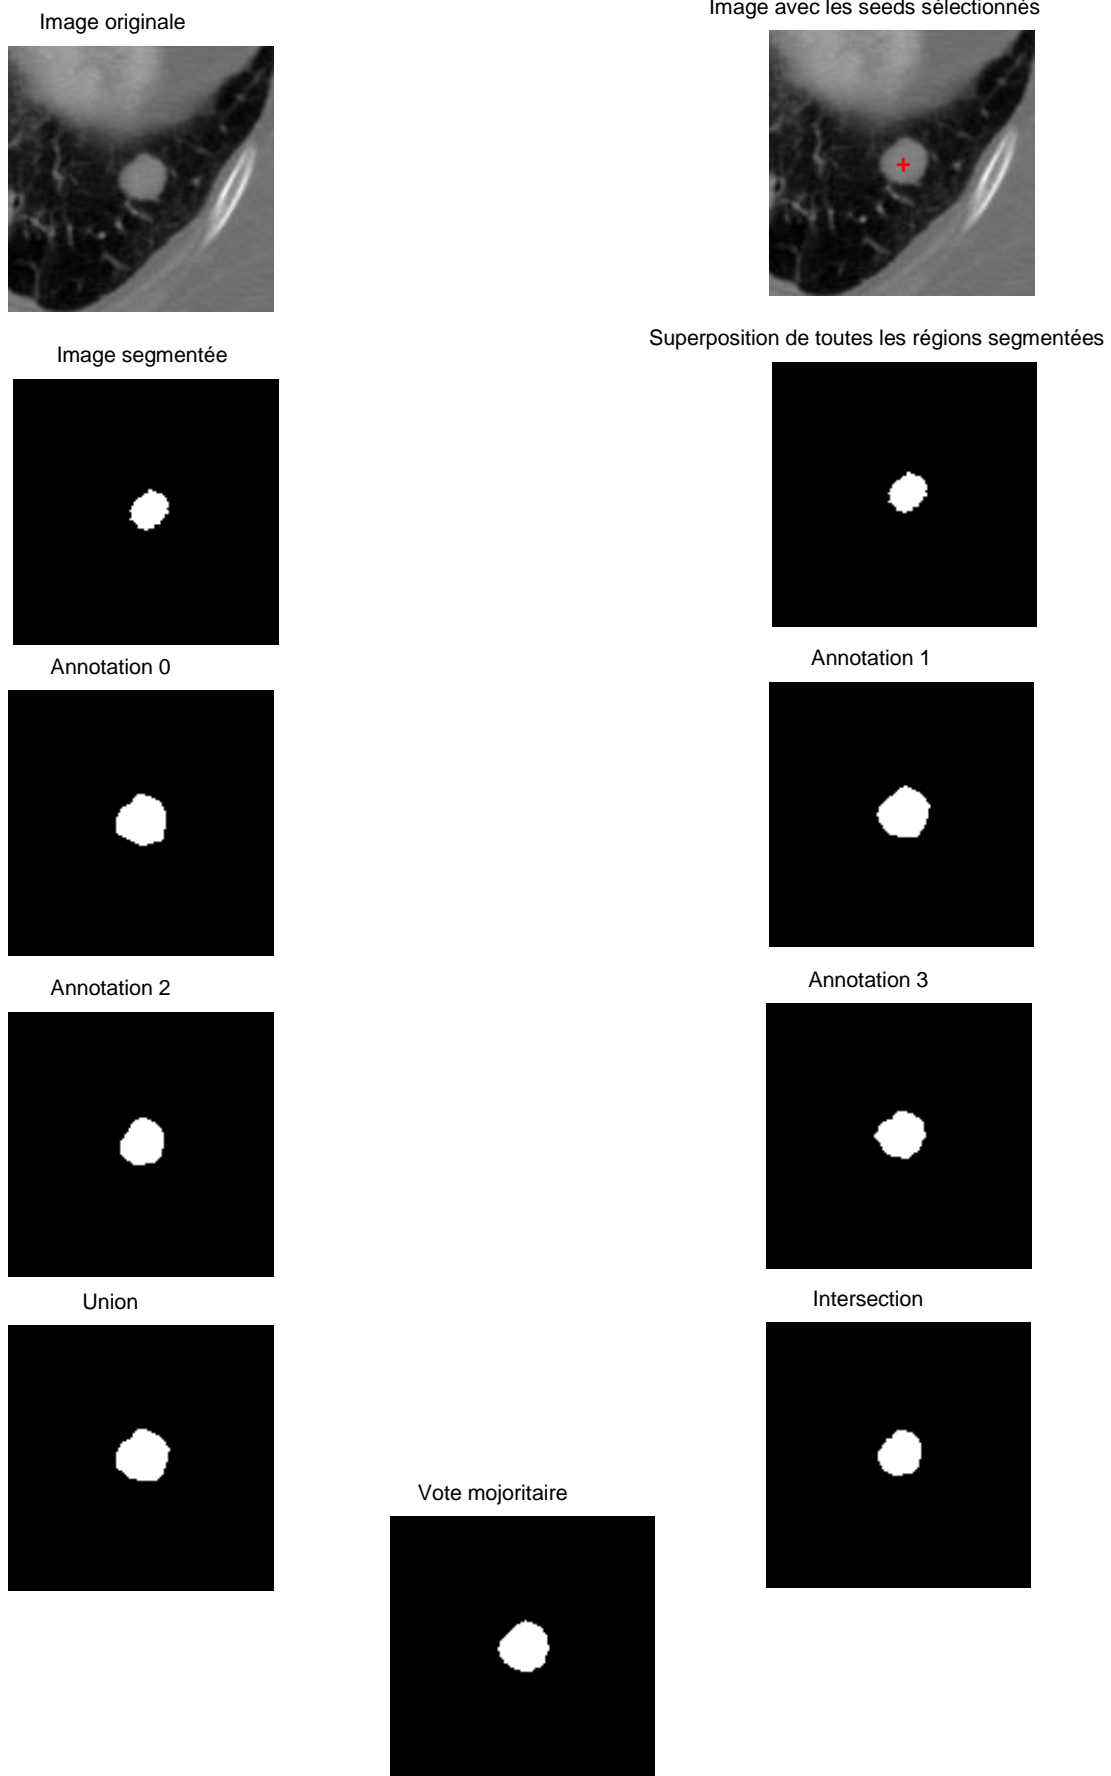 Image originale
Image avec les seeds sélectionnés
Image segmentée
Superposition de toutes les régions segmentées
Annotation 0
Annotation 1
Annotation 2
Annotation 3
Union
Intersection
Vote mojoritaire